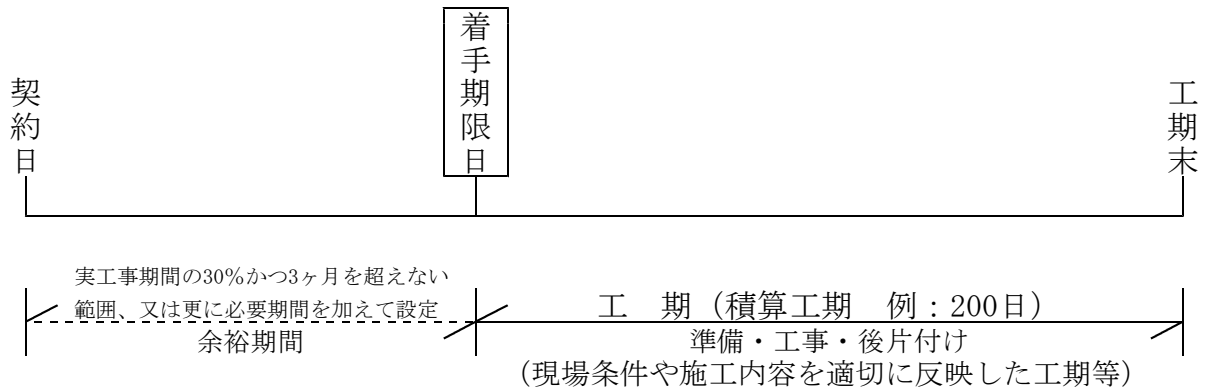 契約日
着手期限日
工期末
実工事期間の30％かつ3ヶ月を超えない
範囲、又は更に必要期間を加えて設定
余裕期間
工　期（積算工期　例：200日）
準備・工事・後片付け
（現場条件や施工内容を適切に反映した工期等）